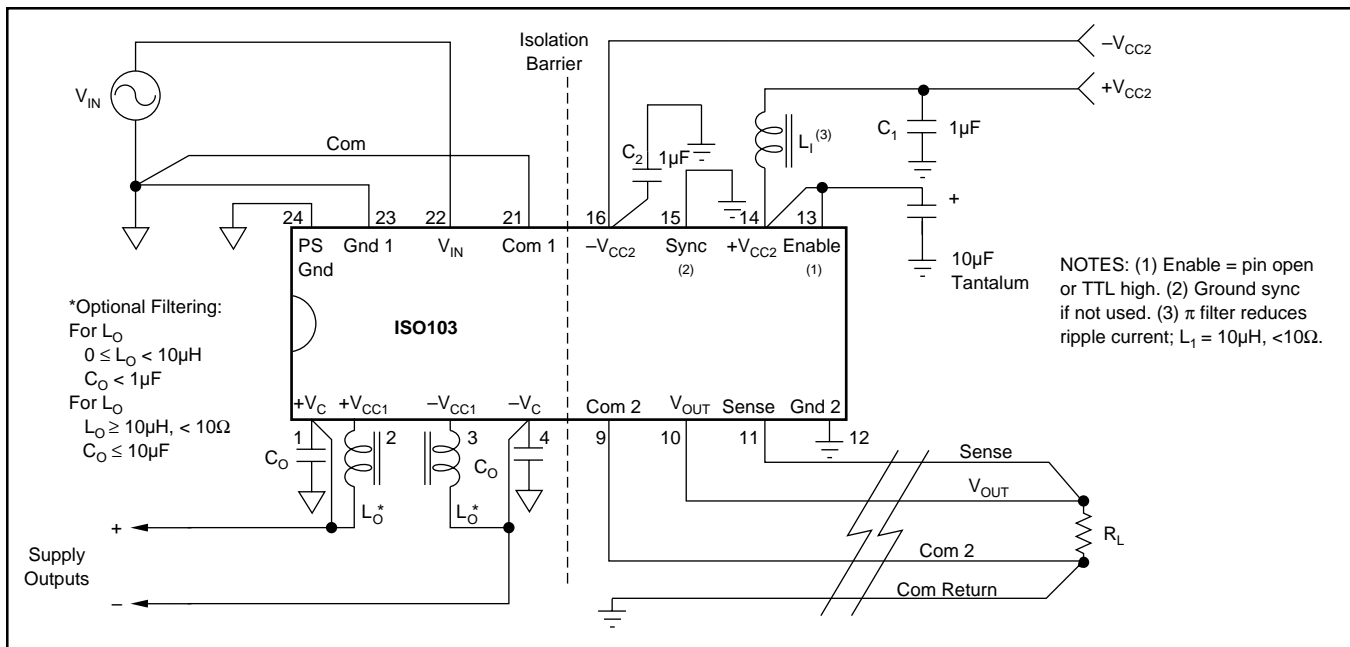 Isolation
Barrier
–V_CC2
+V_CC2
V_IN
Com
C_2
1µF
L_I^(3)
C_1
1µF
+
10µF
Tantalum
24
23
22
21
16
15
14
13
PS
Gnd
Gnd 1
V_IN
Com 1
–V_CC2
Sync
(2)
+V_CC2
Enable
(1)
NOTES: (1) Enable = pin open
or TTL high. (2) Ground sync
if not used. (3) π filter reduces
ripple current; L_1 = 10µH, <10Ω.
*Optional Filtering:
For L_O
0 ≤ L_O < 10µH
C_O < 1µF
For L_O
L_O ≥ 10µH, < 10Ω
C_O ≤ 10µF
ISO103
+V_C
+V_CC1
–V_CC1
–V_C
Com 2
V_OUT
Sense
Gnd 2
1
2
3
4
9
10
11
12
C_O
C_O
L_O*
L_O*
+
Supply
Outputs
–
Sense
V_OUT
R_L
Com 2
Com Return